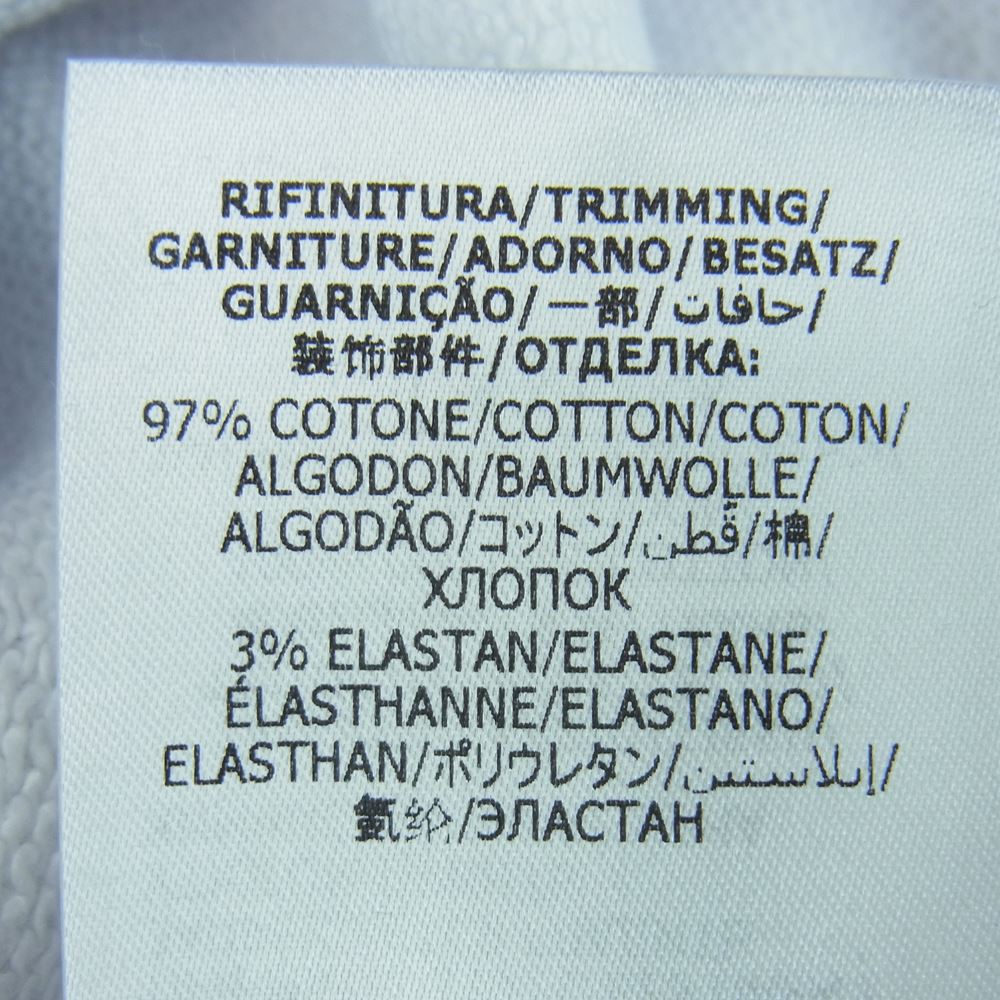 RIFINITURA/TRIMMING/
GARNITURE/ADORNO/BESATZ/
GUARNIÇÃO/一部/حافات/
装饰部件/ОТДЕЛКА:
97% COTONE/COTTON/COTON/
ALGODON/BAUMWOLLE/
ALGODÃO/コットン/قُطن/棉/
ХЛОПОК
3% ELASTAN/ELASTANE/
ÉLASTHANNE/ELASTANO/
ELASTHAN/ポリウレタン/إيلاستين/
氨纶/ЭЛАСТАН